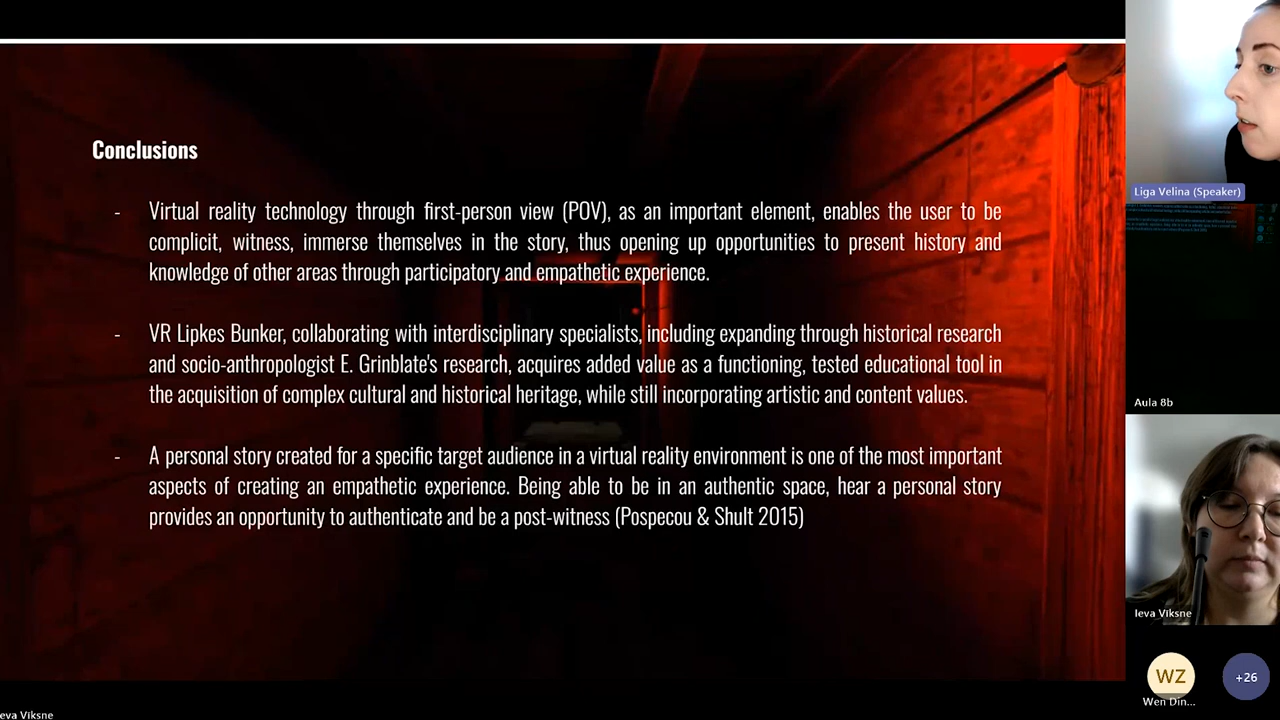 Conclusions
- Virtual reality technology through first-person view (POV), as an important element, enables the user to be
complicit, witness, immerse themselves in the story, thus opening up opportunities to present history and
knowledge of other areas through participatory and empathetic experience.
- VR Lipkes Bunker, collaborating with interdisciplinary specialists, including expanding through historical research
and socio-anthropologist E. Grinblate's research, acquires added value as a functioning, tested educational tool in
the acquisition of complex cultural and historical heritage, while still incorporating artistic and content values.
- A personal story created for a specific target audience in a virtual reality environment is one of the most important
aspects of creating an empathetic experience. Being able to be in an authentic space, hear a personal story
provides an opportunity to authenticate and be a post-witness (Pospecou & Shult 2015)
Liga Velina (Speaker)
Aula 8b
Ieva Viksne
WZ
+26
Wen Din...
eva Viksne